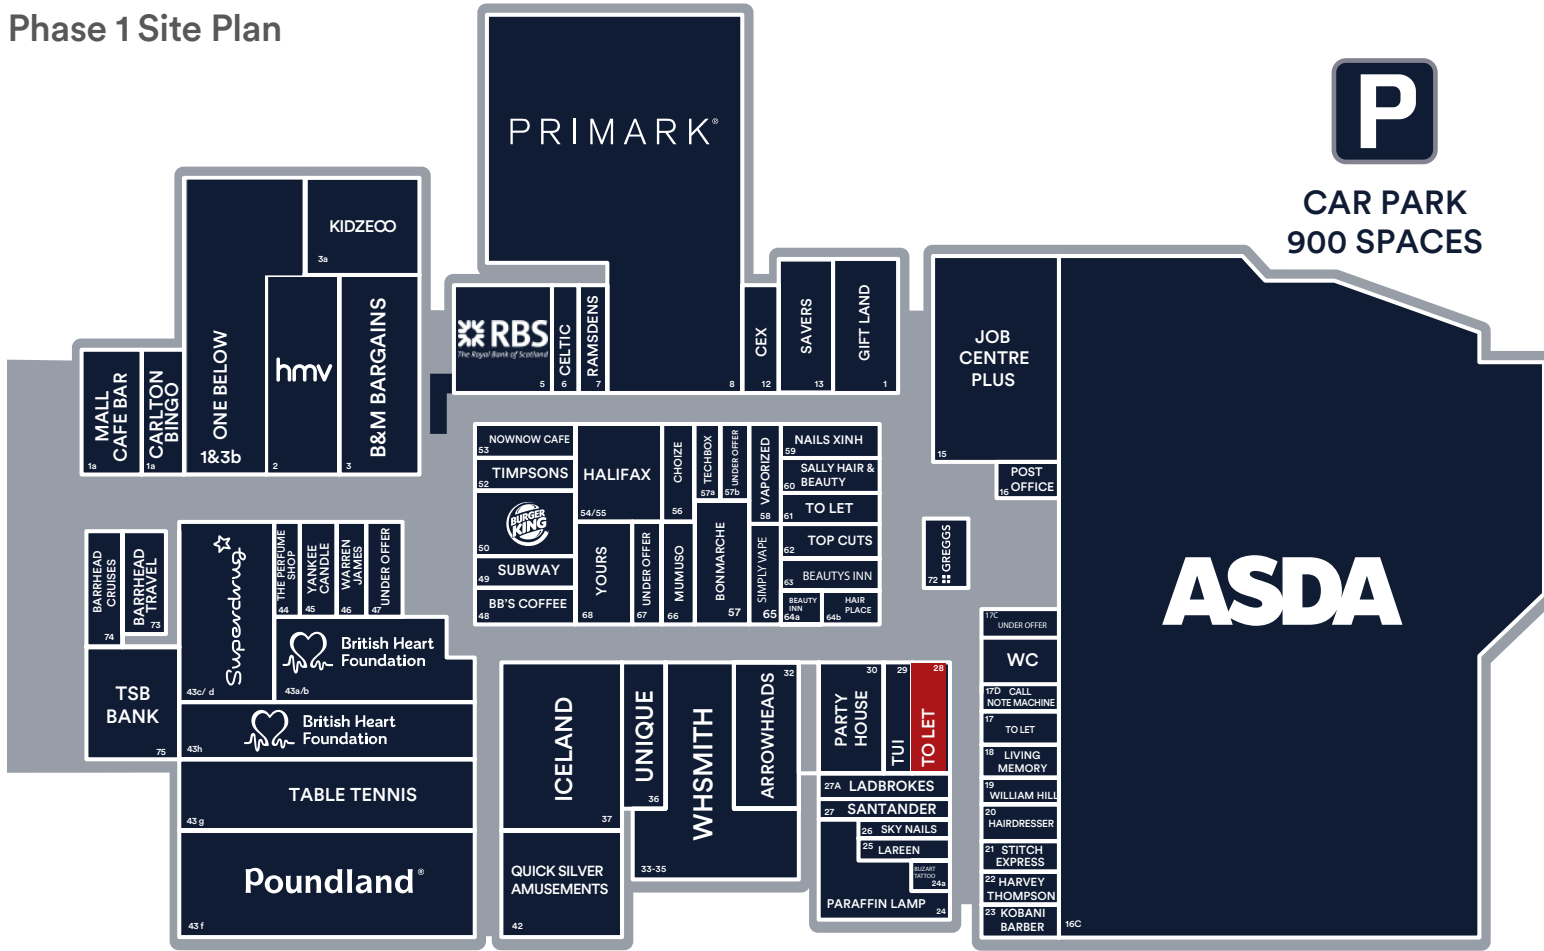 Phase 1 Site Plan
P
CAR PARK
900 SPACES
PRIMARK®
8
KIDZECO
3a
ONE BELOW
1&3b
hmv
2
B&M BARGAINS
3
MALL
CAFE BAR
1a
CARLTON
BINGO
1a
RBS
The Royal Bank of Scotland
5
CELTIC
6
RAMSDENS
7
CEX
12
SAVERS
13
GIFT LAND
1
JOB
CENTRE
PLUS
15
POST
OFFICE
16
ASDA
16C
NOWNOW CAFE
53
TIMPSONS
52
BURGER
KING
50
SUBWAY
49
BB'S COFFEE
48
HALIFAX
54/55
CHOIZE
56
TECHBOX
57a
UNDER OFFER
57b
VAPORIZED
58
NAILS XINH
59
SALLY HAIR &
BEAUTY
60
TO LET
61
TOP CUTS
62
BEAUTYS INN
63
BEAUTY
INN
64a
HAIR
PLACE
64b
YOURS
68
UNDER OFFER
67
MUMUSO
66
BONMARCHE
57
SIMPLY VAPE
65
GREGGS
72
BARRHEAD
CRUISES
74
BARRHEAD
TRAVEL
73
TSB
BANK
75
Superdrug
43c/ d
THE PERFUME
SHOP
44
YANKEE
CANDLE
45
WARREN
JAMES
46
UNDER OFFER
47
British Heart
Foundation
43a/b
British Heart
Foundation
43h
TABLE TENNIS
43 g
Poundland®
43 f
ICELAND
37
QUICK SILVER
AMUSEMENTS
42
UNIQUE
36
WHSMITH
33-35
ARROWHEADS
32
PARTY
HOUSE
30
TUI
29
TO LET
28
27A LADBROKES
27 SANTANDER
26 SKY NAILS
25 LAREEN
BUZART
TATTOO
24a
PARAFFIN LAMP
24
17C
UNDER OFFER
WC
17D CALL
NOTE MACHINE
17
TO LET
18 LIVING
MEMORY
19
WILLIAM HILL
20
HAIRDRESSER
21 STITCH
EXPRESS
22 HARVEY
THOMPSON
23 KOBANI
BARBER